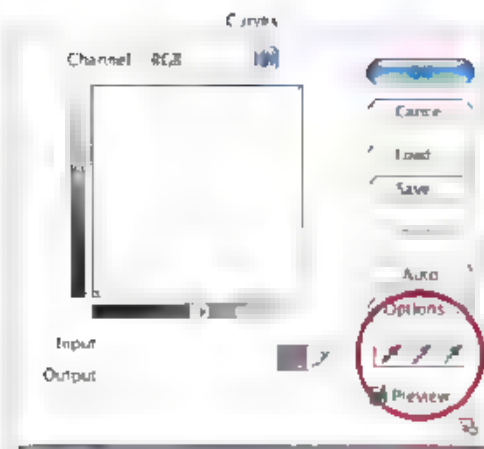 Curves
Channel RGB
OK
Cancel
Load
Save
Auto
Options
Input
Output
Preview